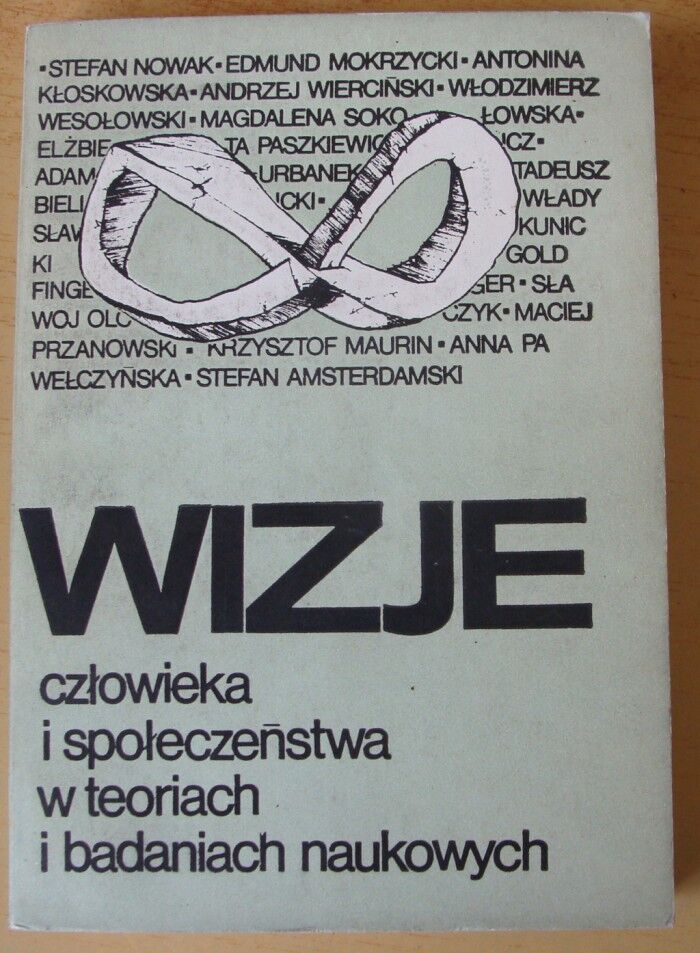 ▪STEFAN NOWAK▪EDMUND MOKRZYCKI▪ANTONINA
KŁOSKOWSKA▪ANDRZEJ WIERCIŃSKI▪WŁODZIMIERZ
WESOŁOWSKI▪MAGDALENA SOKO ŁOWSKA▪
ELŻBIE TA PASZKIEWIC ICZ▪
ADAM URBANEK TADEUSZ
BIELI ICKI▪ WŁADY
SŁAW KUNIC
KI GOLD
FINGE GER▪SŁA
WOJ OLC CZYK▪MACIEJ
PRZANOWSKI▪ KRZYSZTOF MAURIN▪ANNA PA
WEŁCZYŃSKA▪STEFAN AMSTERDAMSKI
WIZJE
człowieka
i społeczeństwa
w teoriach
i badaniach naukowych